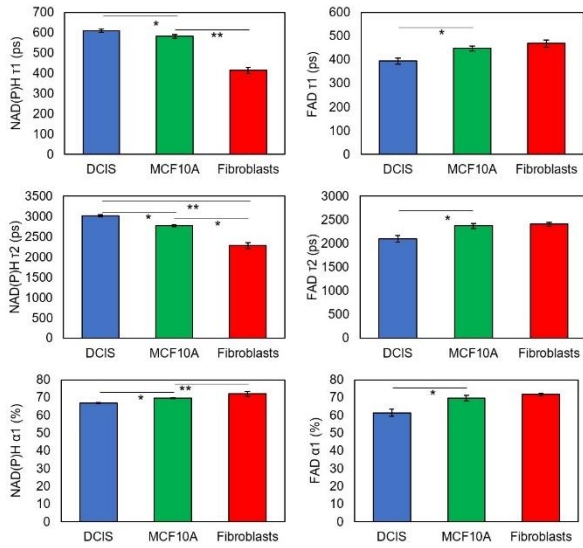 NAD(P)H τ1 (ps)
700
600
500
400
300
200
100
0
*
**
DCIS
MCF10A
Fibroblasts
FAD τ1 (ps)
600
500
400
300
200
100
0
*
DCIS
MCF10A
Fibroblasts
NAD(P)H τ2 (ps)
3500
3000
2500
2000
1500
1000
500
0
**
*
*
DCIS
MCF10A
Fibroblasts
FAD τ2 (ps)
3000
2500
2000
1500
1000
500
0
*
DCIS
MCF10A
Fibroblasts
NAD(P)H α1 (%)
80
70
60
50
40
30
20
10
0
*
**
DCIS
MCF10A
Fibroblasts
FAD α1 (%)
80
70
60
50
40
30
20
10
0
*
DCIS
MCF10A
Fibroblasts